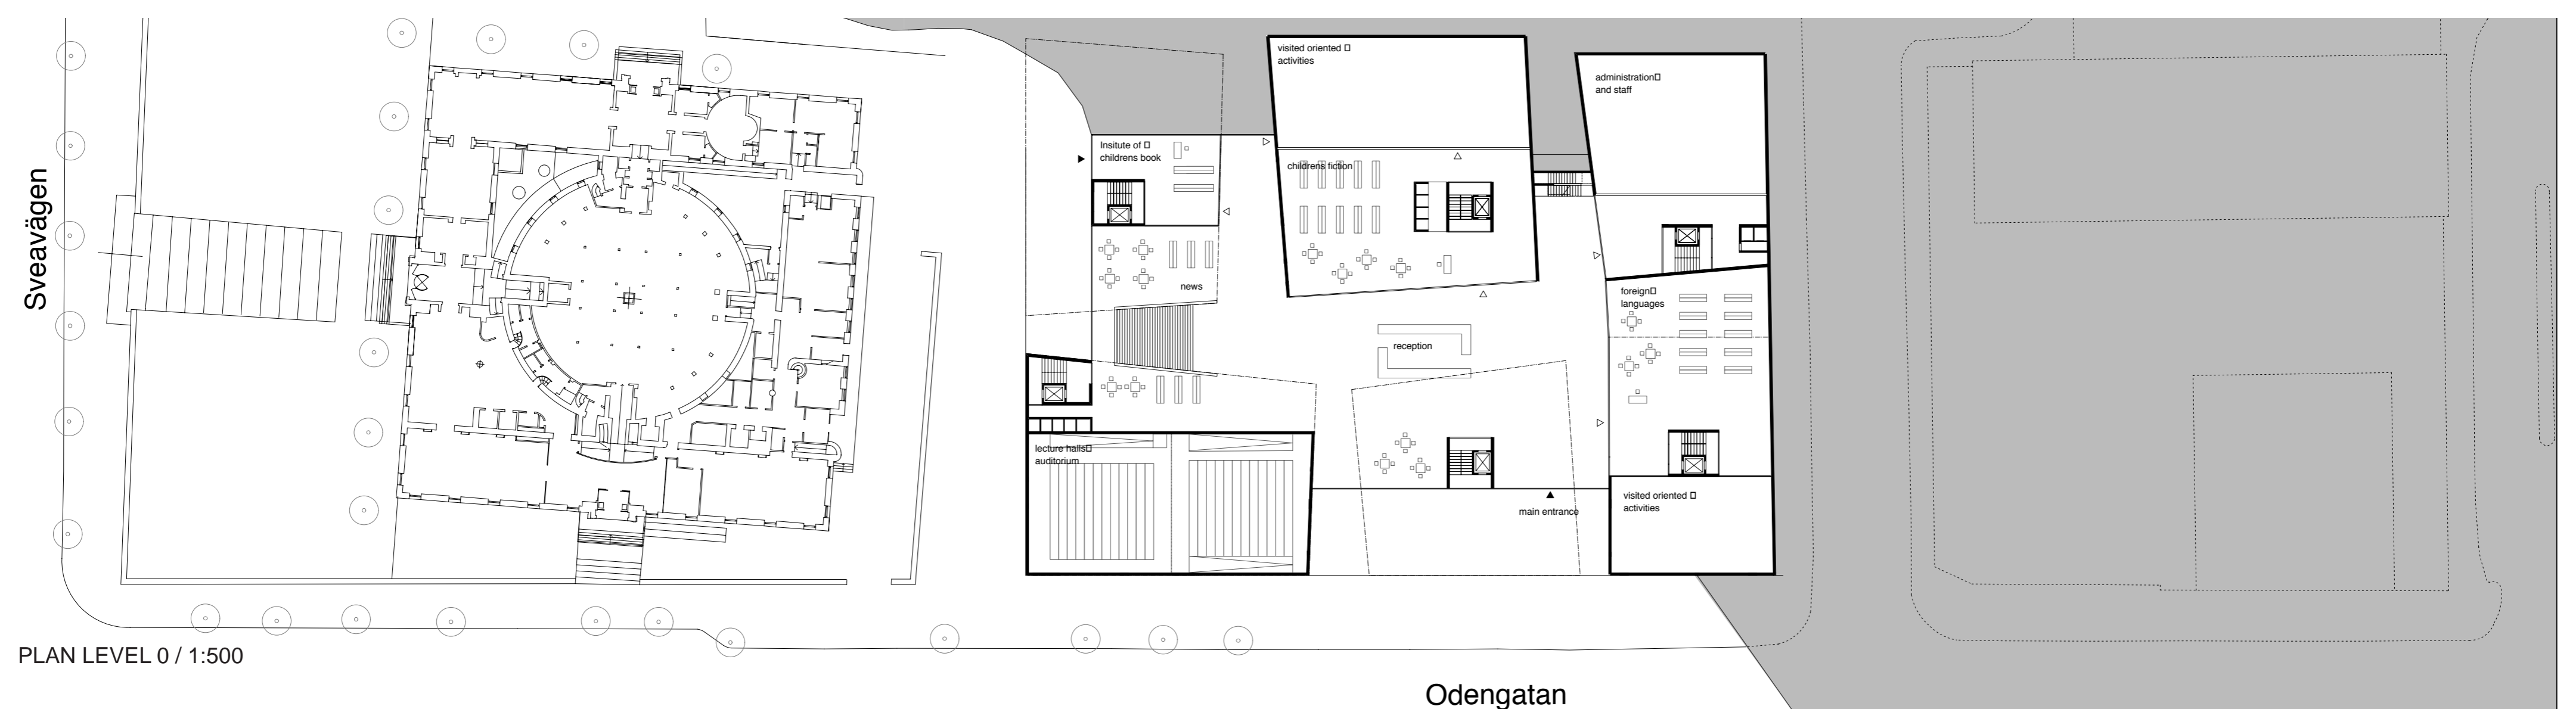 visited oriented
activities
administration
and staff
Insitute of
childrens book
childrens fiction
Sveavägen
news
foreign
languages
reception
lecture halls
auditorium
visited oriented
activities
main entrance
PLAN LEVEL 0 / 1:500
Odengatan